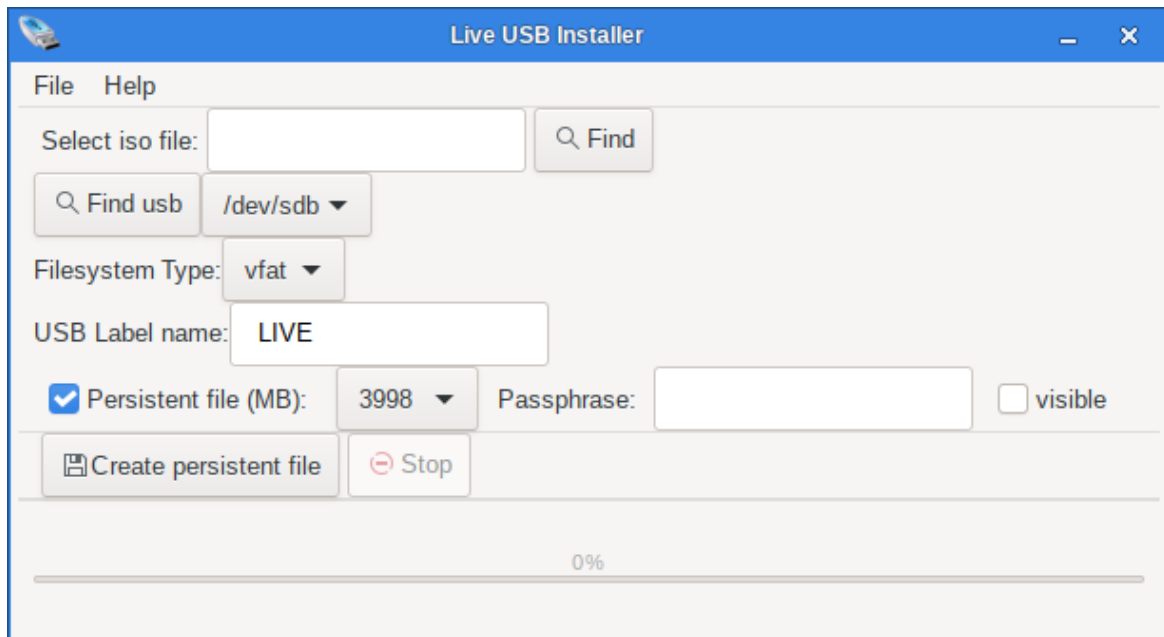 Live USB Installer
File Help
Select iso file: Find
Find usb /dev/sdb
Filesystem Type: vfat
USB Label name: LIVE
Persistent file (MB): 3998 Passphrase: visible
Create persistent file Stop
0%